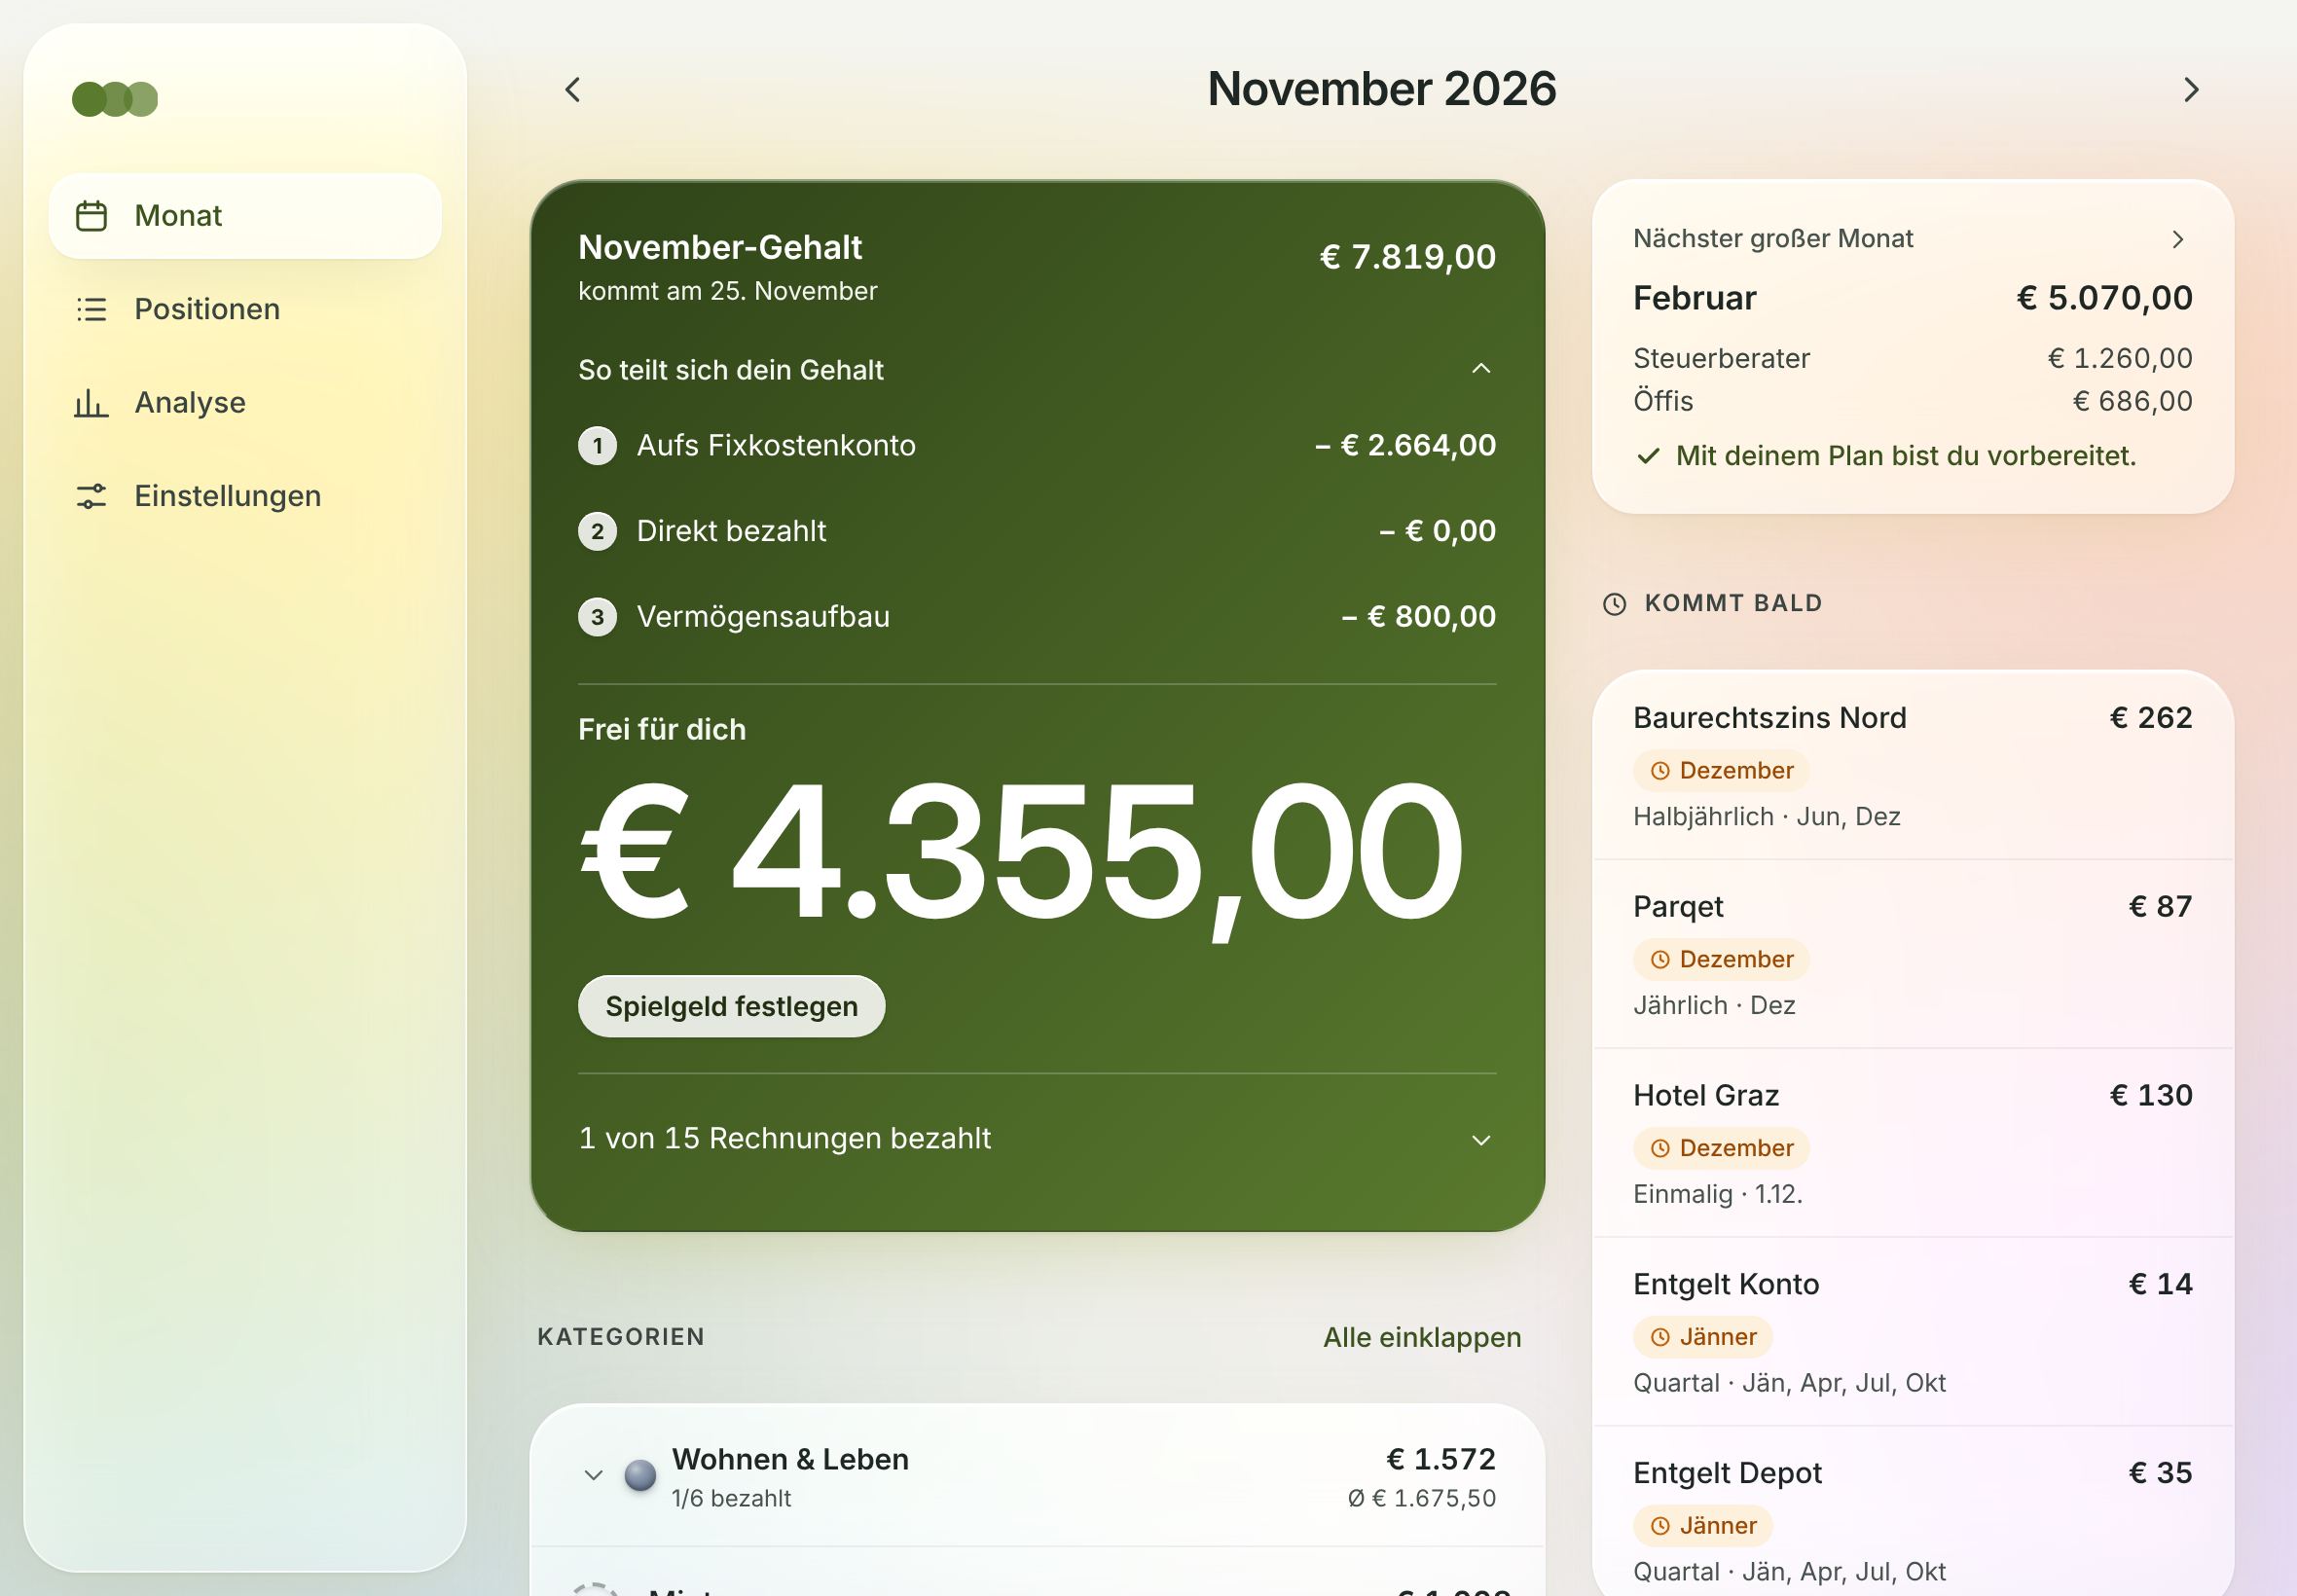 November 2026
Monat
Positionen
Analyse
Einstellungen
November-Gehalt
€ 7.819,00
kommt am 25. November
So teilt sich dein Gehalt
1 Aufs Fixkostenkonto – € 2.664,00
2 Direkt bezahlt – € 0,00
3 Vermögensaufbau – € 800,00
Frei für dich
€ 4.355,00
Spielgeld festlegen
1 von 15 Rechnungen bezahlt
KATEGORIEN Alle einklappen
Wohnen & Leben € 1.572
1/6 bezahlt Ø € 1.675,50
Nächster großer Monat
Februar € 5.070,00
Steuerberater € 1.260,00
Öffis € 686,00
Mit deinem Plan bist du vorbereitet.
KOMMT BALD
Baurechtszins Nord € 262
Dezember
Halbjährlich · Jun, Dez
Parqet € 87
Dezember
Jährlich · Dez
Hotel Graz € 130
Dezember
Einmalig · 1.12.
Entgelt Konto € 14
Jänner
Quartal · Jän, Apr, Jul, Okt
Entgelt Depot € 35
Jänner
Quartal · Jän, Apr, Jul, Okt